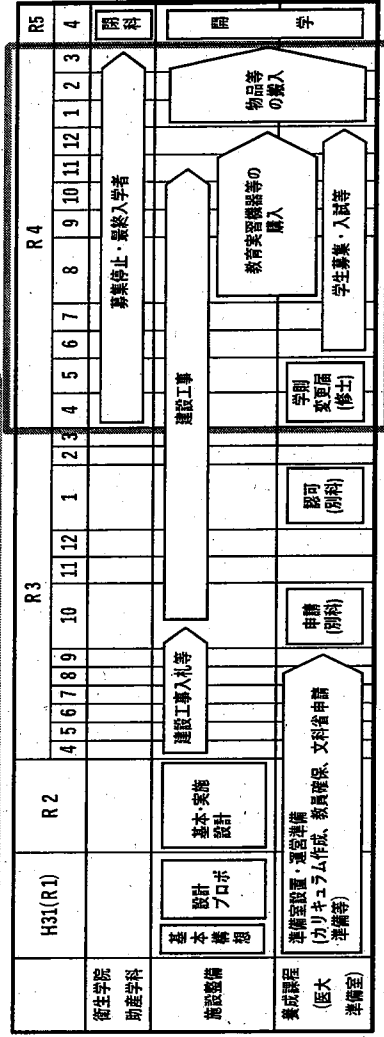 H31(R1) R2 R3 R4 R5
4 5 6 7 8 9 10 11 12 1 2 3 4 5 6 7 8 9 10 11 12 1 2 3 4
衛生学院
助産学科
募集停止・最終入学者
閉科
施設整備
基本構想
設計
プロポ
基本・実施
設計
建設工事入札等
建設工事
教育実習機器等の
購入
物品等
の搬入
開学
養成課程
(医大
準備室)
準備室設置・運営準備
(カリキュラム作成、教員確保、文科省申請
準備等)
申請
(別科)
認可
(別科)
学則
変更届
(修士)
学生募集・入試等